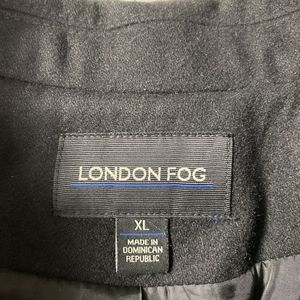 LONDON FOG
XL
MADE IN
DOMINICAN
REPUBLIC